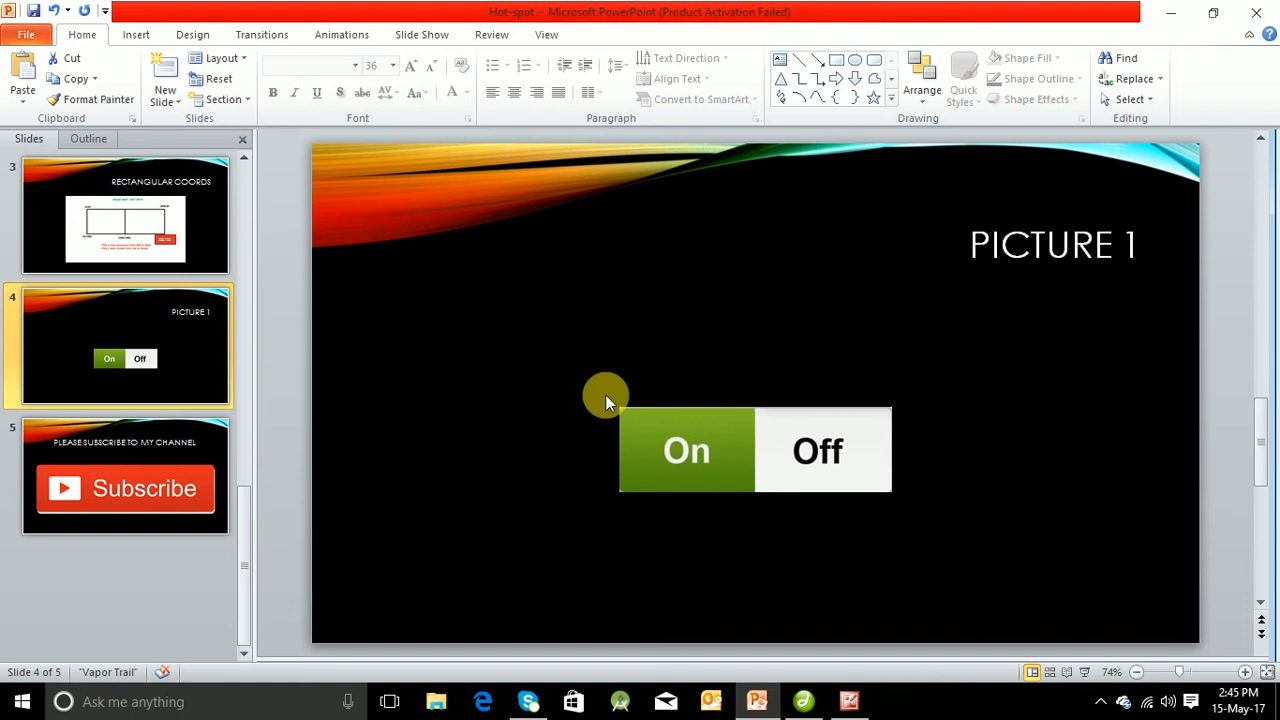 Hot-spot - Microsoft PowerPoint (Product Activation Failed)
File Home Insert Design Transitions Animations Slide Show Review View
Paste
Cut
Copy
Format Painter
Clipboard
New
Slide
Layout
Reset
Section
Slides
36
B I U S abc AV Aa A
Font
Text Direction
Align Text
Convert to SmartArt
Paragraph
Arrange
Quick
Styles
Shape Fill
Shape Outline
Shape Effects
Drawing
Find
Replace
Select
Editing
Slides Outline
3
RECTANGULAR COORDS
4
PICTURE 1
On Off
5
PLEASE SUBSCRIBE TO MY CHANNEL
Subscribe
PICTURE 1
On Off
Slide 4 of 5 "Vapor Trail" 74%
Ask me anything
2:45 PM
15-May-17